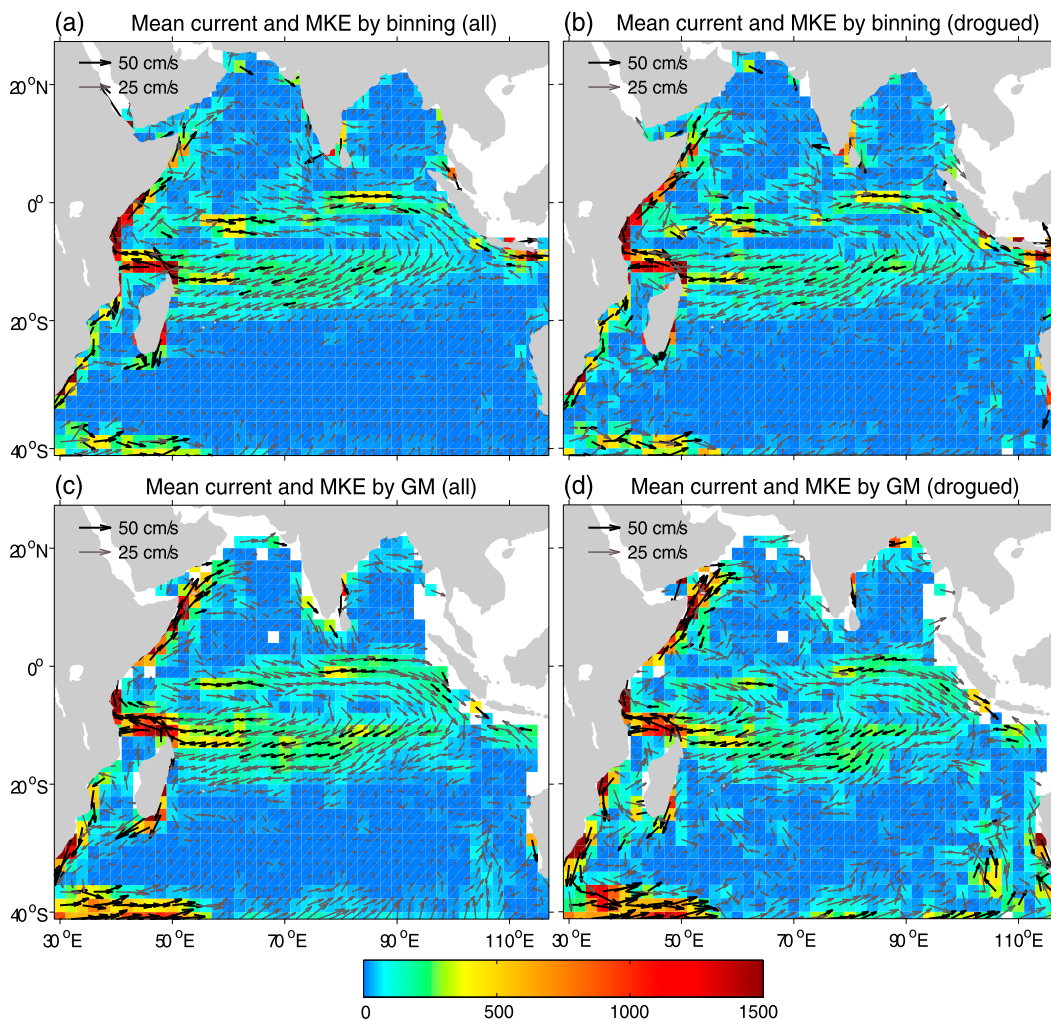 (a) Mean current and MKE by binning (all)
(b) Mean current and MKE by binning (drogued)
50 cm/s
25 cm/s
50 cm/s
25 cm/s
20°N
0°
20°S
40°S
(c) Mean current and MKE by GM (all)
(d) Mean current and MKE by GM (drogued)
50 cm/s
25 cm/s
50 cm/s
25 cm/s
20°N
0°
20°S
40°S
30°E 50°E 70°E 90°E 110°E
30°E 50°E 70°E 90°E 110°E
0 500 1000 1500